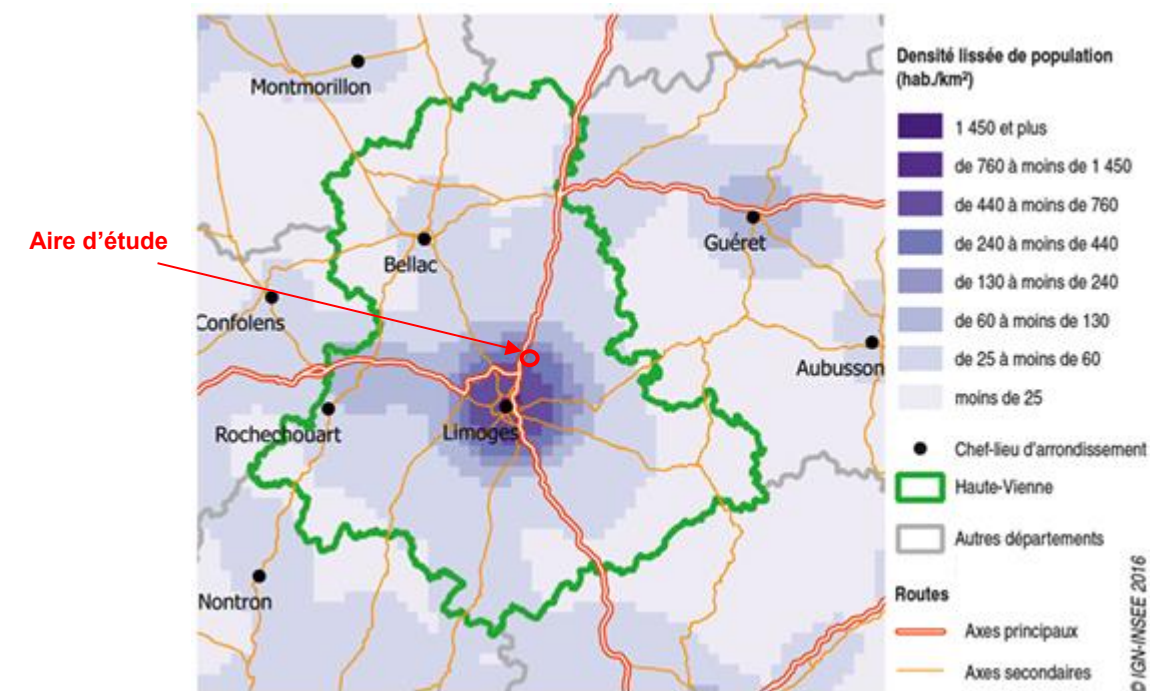 Montmorillon
Aire d'étude
Bellac
Guéret
Confolens
Aubusson
Rochechouart
Limoges
Nontron
Densité lissée de population
(hab./km²)
1 450 et plus
de 760 à moins de 1 450
de 440 à moins de 760
de 240 à moins de 440
de 130 à moins de 240
de 60 à moins de 130
de 25 à moins de 60
moins de 25
Chef-lieu d'arrondissement
Haute-Vienne
Autres départements
Routes
Axes principaux
Axes secondaires
© IGN-INSEE 2016